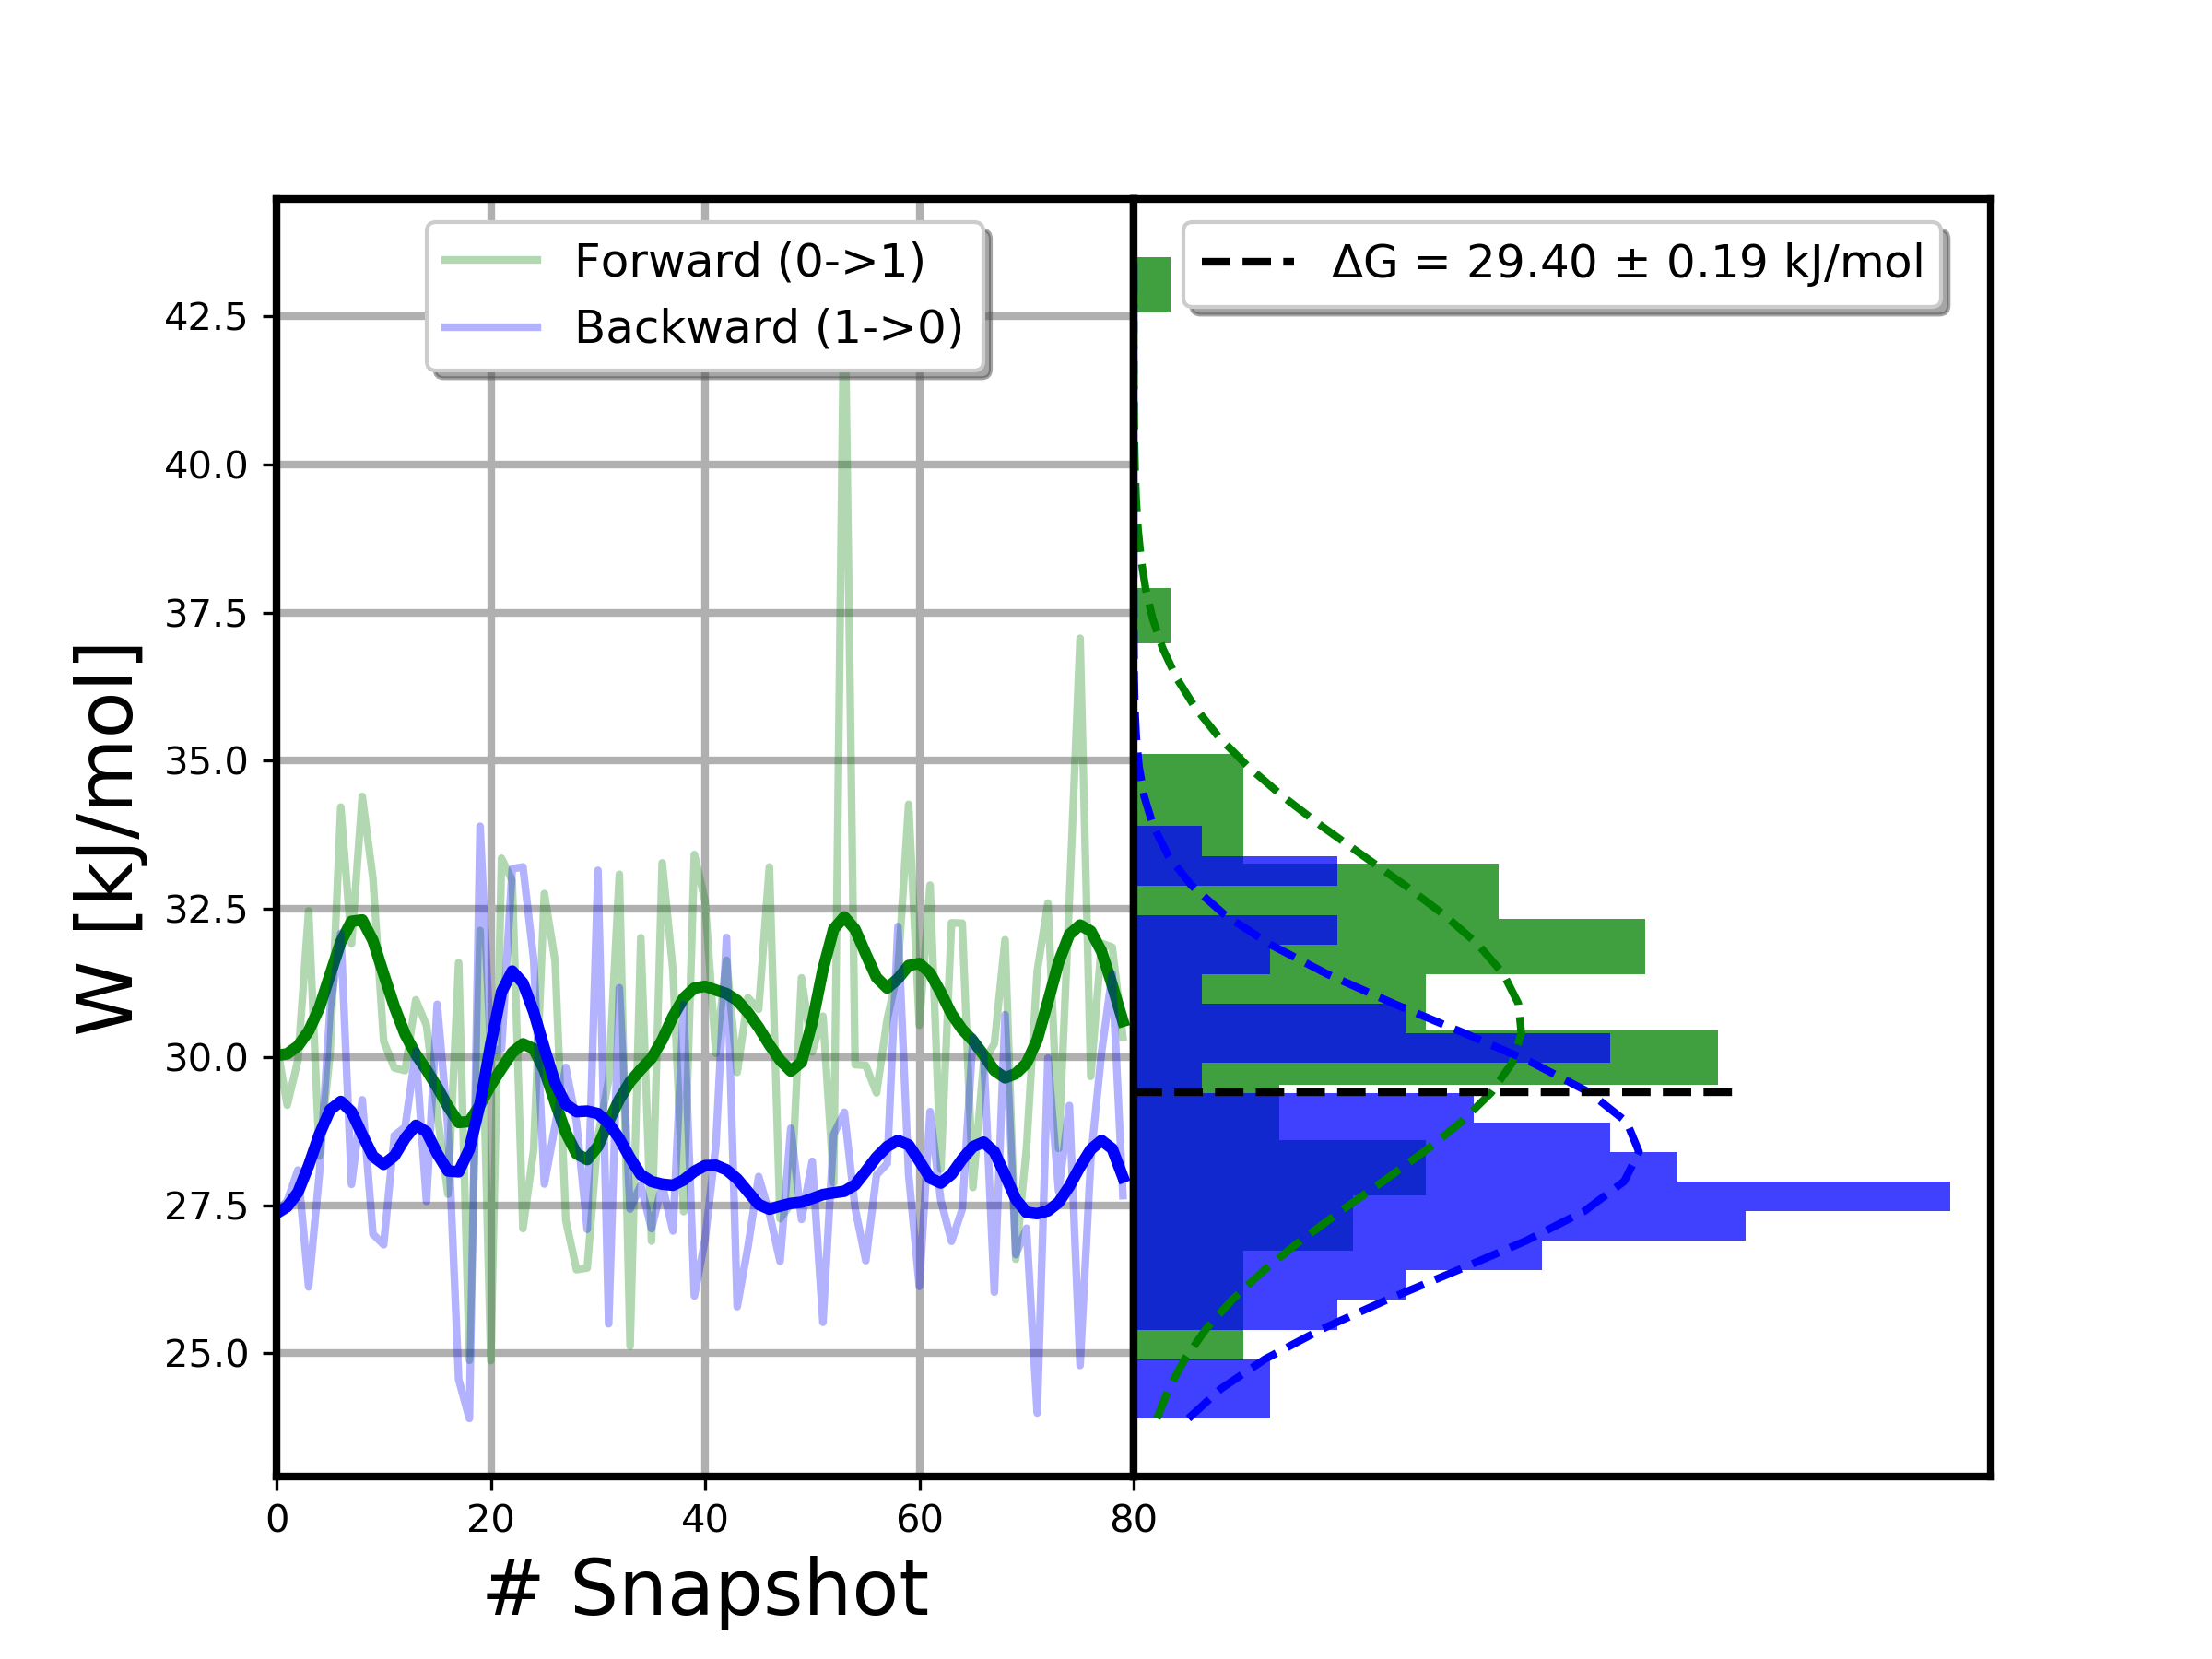 Forward (0->1)
Backward (1->0)
ΔG = 29.40 ± 0.19 kJ/mol
W [kJ/mol]
42.5
40.0
37.5
35.0
32.5
30.0
27.5
25.0
0 20 40 60 80
# Snapshot